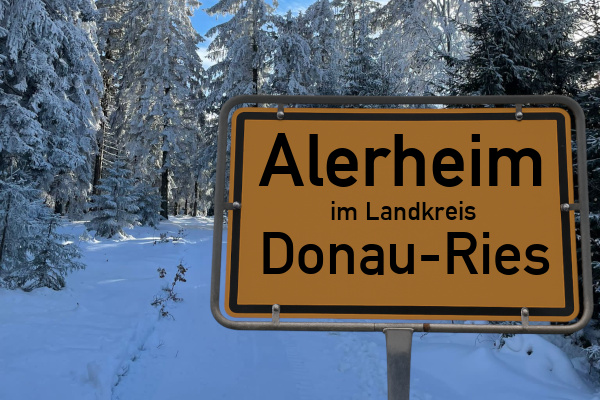 Alerheim
im Landkreis
Donau-Ries